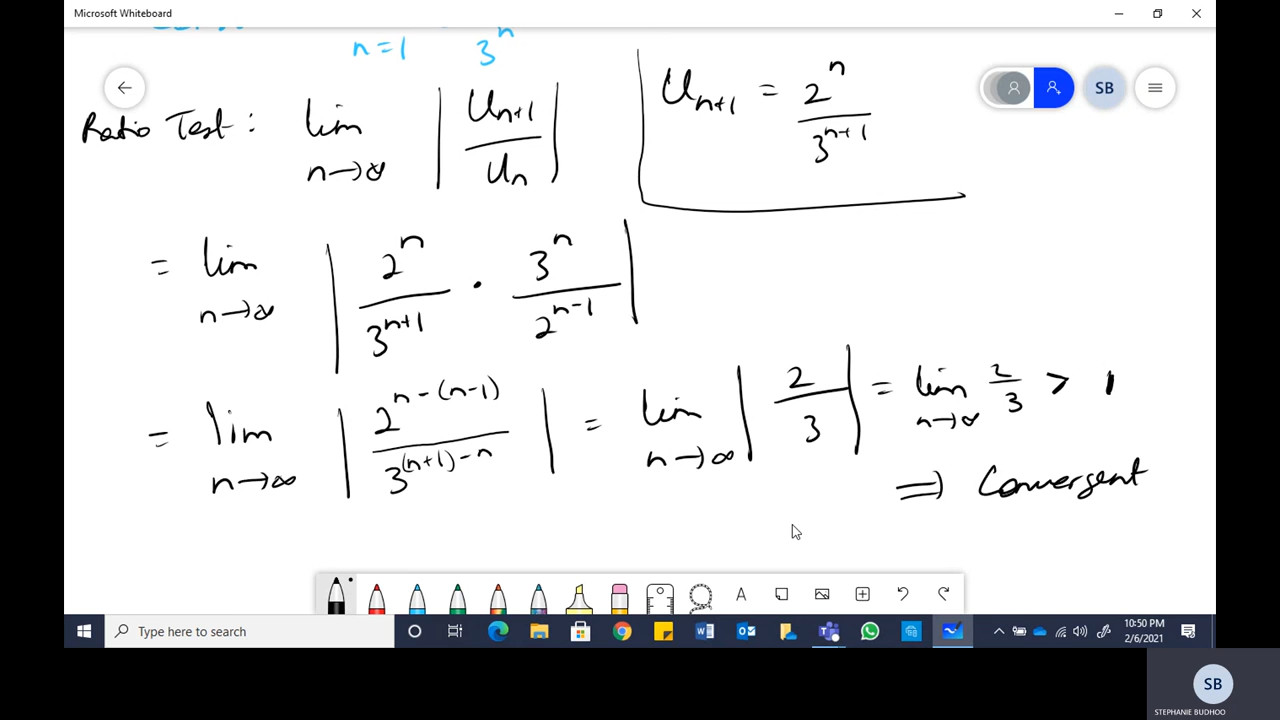 Microsoft Whiteboard
n=1 3^n
SB
Ratio Test: lim n→∞ | U_{n+1} / U_n |
U_{n+1} = 2^n / 3^{n+1}
= lim n→∞ | 2^n / 3^{n+1} · 3^n / 2^{n-1} |
= lim n→∞ | 2^{n-(n-1)} / 3^{(n+1)-n} | = lim n→∞ | 2/3 | = lim n→∞ 2/3 > 1
⇒ Convergent
A
Type here to search
10:50 PM
2/6/2021
SB
STEPHANIE BUDHOO